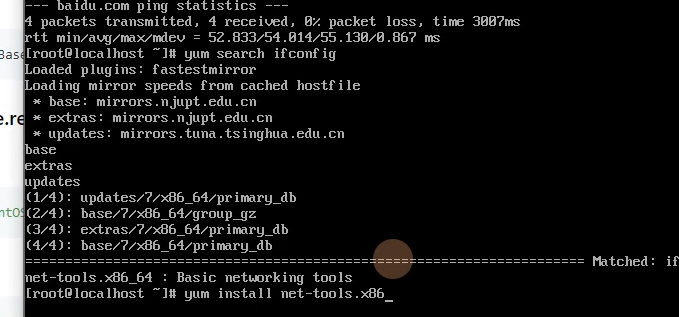 --- baidu.com ping statistics ---
4 packets transmitted, 4 received, 0% packet loss, time 3007ms
rtt min/avg/max/mdev = 52.833/54.014/55.130/0.867 ms
[root@localhost ~]# yum search ifconfig
Loaded plugins: fastestmirror
Loading mirror speeds from cached hostfile
 * base: mirrors.njupt.edu.cn
 * extras: mirrors.njupt.edu.cn
 * updates: mirrors.tuna.tsinghua.edu.cn
base
extras
updates
(1/4): updates/7/x86_64/primary_db
(2/4): base/7/x86_64/group_gz
(3/4): extras/7/x86_64/primary_db
(4/4): base/7/x86_64/primary_db
====================================================================== Matched: if
net-tools.x86_64 : Basic networking tools
[root@localhost ~]# yum install net-tools.x86_
Base
e.re
ntOS